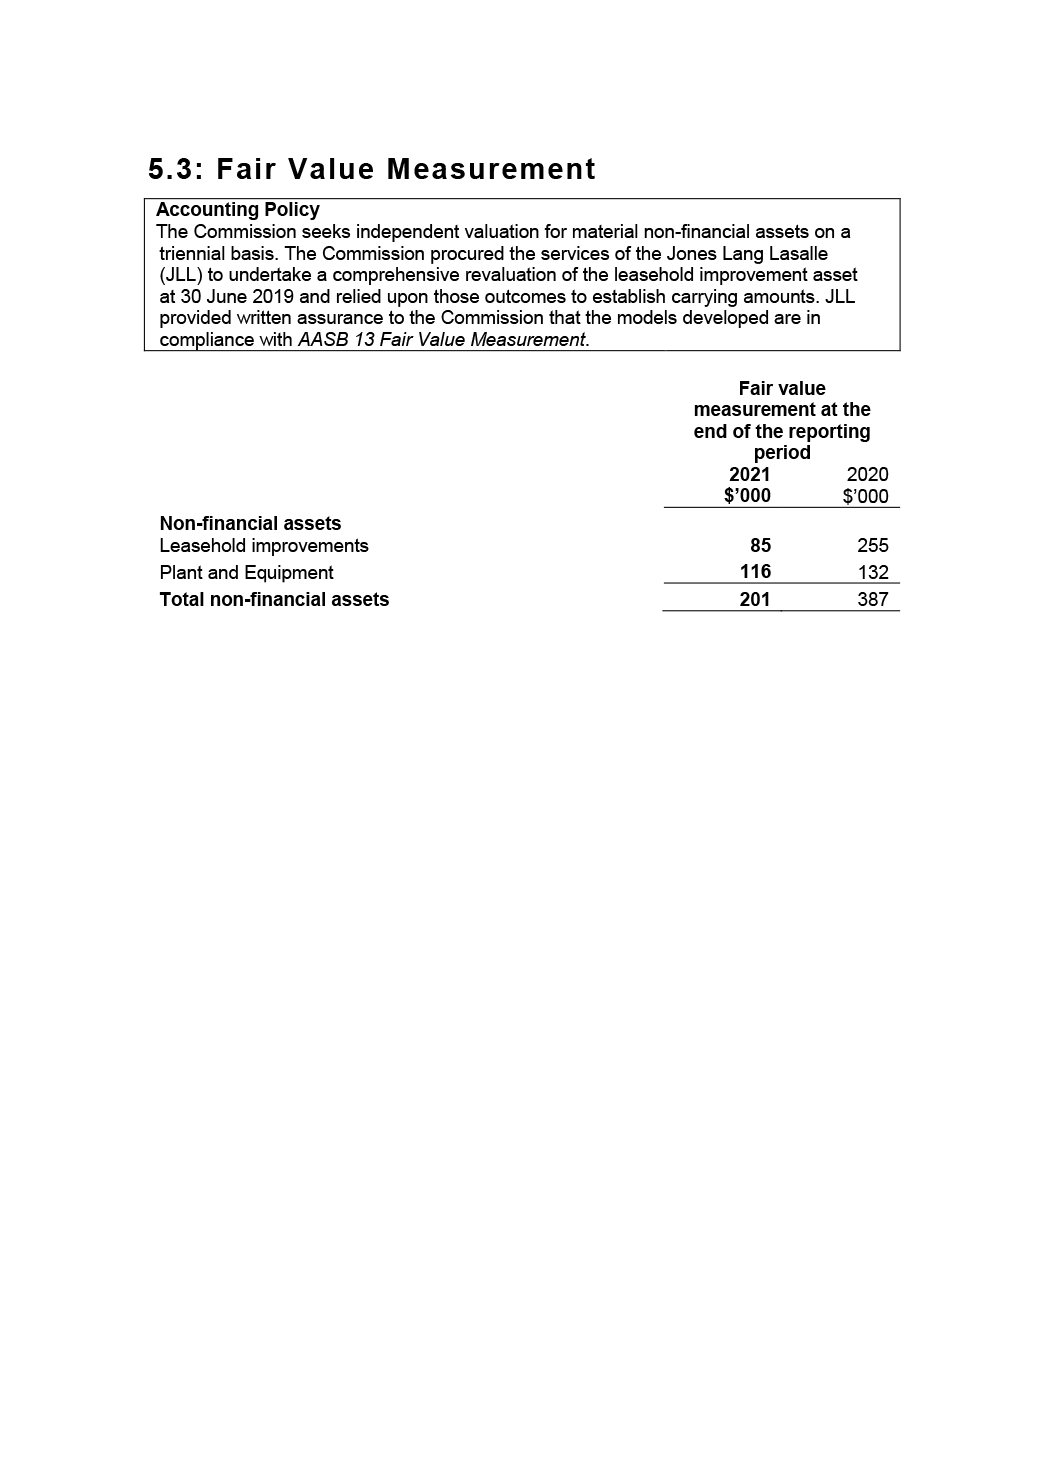 5.3: Fair Value Measurement
Accounting Policy
The Commission seeks independent valuation for material non-financial assets on a
triennial basis. The Commission procured the services of the Jones Lang Lasalle
(JLL) to undertake a comprehensive revaluation of the leasehold improvement asset
at 30 June 2019 and relied upon those outcomes to establish carrying amounts. JLL
provided written assurance to the Commission that the models developed are in
compliance with AASB 13 Fair Value Measurement.
Fair value
measurement at the
end of the reporting
period
2021 2020
$’000 $’000
Non-financial assets
Leasehold improvements 85 255
Plant and Equipment 116 132
Total non-financial assets 201 387